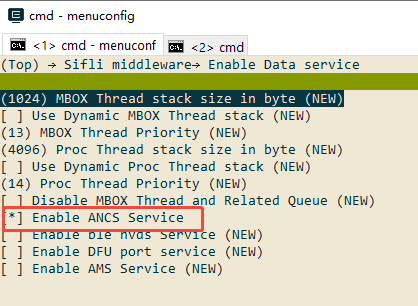 cmd - menuconfig
<1> cmd - menuconf
<2> cmd
(Top) → Sifli middleware→ Enable Data service
(1024) MBOX Thread stack size in byte (NEW)
[ ] Use Dynamic MBOX Thread stack (NEW)
(13) MBOX Thread Priority (NEW)
(4096) Proc Thread stack size in byte (NEW)
[ ] Use Dynamic Proc Thread stack (NEW)
(14) Proc Thread Priority (NEW)
[ ] Disable MBOX Thread and Related Queue (NEW)
[*] Enable ANCS Service
[ ] Enable ble nvds Service (NEW)
[ ] Enable DFU port service (NEW)
[ ] Enable AMS Service (NEW)